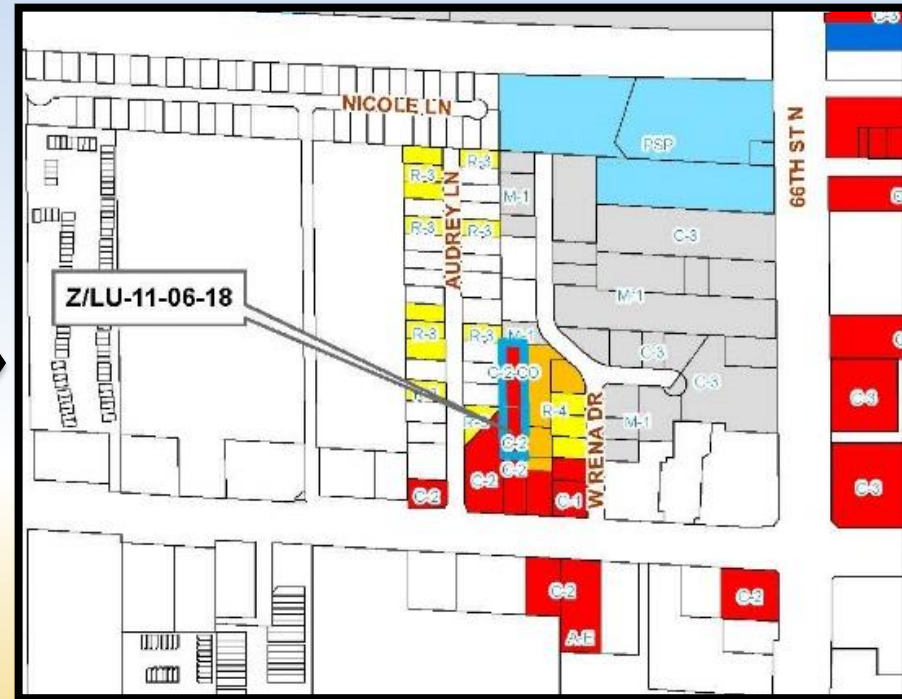 C-3
NICOLE LN
PSP
66TH ST N
R-3
R-3
M-1
AUDREY LN
R-3
R-3
C-3
Z/LU-11-06-18
M-1
R-3
R-3
M-1
C-3
C-2-CO
C-3
R-3
R-4
C-3
W RENA DR
M-1
C-2
C-2
C-2
C-2
C-1
C-3
C-2
C-2
A-E